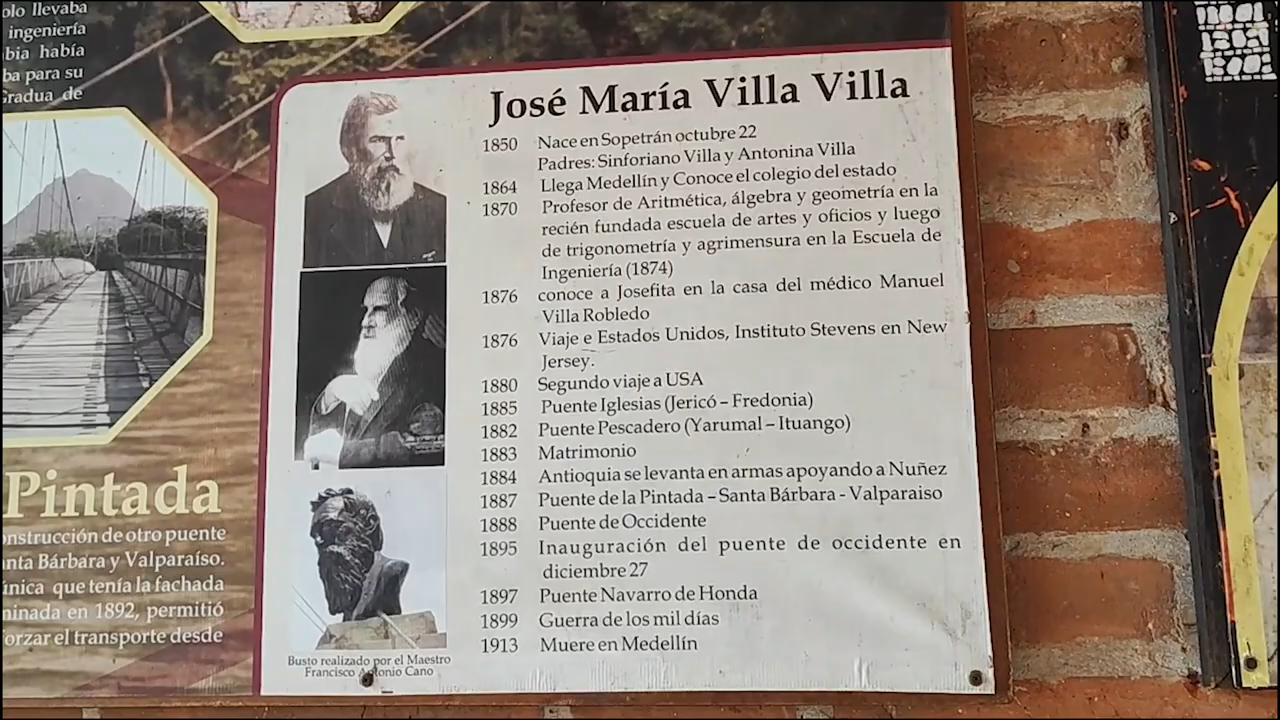 olo llevaba
ingeniería
bia había
ba para su
Gradua de
José María Villa Villa
1850 Nace en Sopetrán octubre 22
Padres: Sinforiano Villa y Antonina Villa
1864 Llega Medellín y Conoce el colegio del estado
1870 Profesor de Aritmética, álgebra y geometría en la
recién fundada escuela de artes y oficios y luego
de trigonometría y agrimensura en la Escuela de
Ingeniería (1874)
1876 conoce a Josefita en la casa del médico Manuel
Villa Robledo
1876 Viaje e Estados Unidos, Instituto Stevens en New
Jersey.
1880 Segundo viaje a USA
1885 Puente Iglesias (Jericó – Fredonia)
1882 Puente Pescadero (Yarumal – Ituango)
1883 Matrimonio
1884 Antioquia se levanta en armas apoyando a Nuñez
1887 Puente de la Pintada – Santa Bárbara - Valparaiso
1888 Puente de Occidente
1895 Inauguración del puente de occidente en
diciembre 27
1897 Puente Navarro de Honda
1899 Guerra de los mil días
1913 Muere en Medellín
Busto realizado por el Maestro
Francisco Antonio Cano
Pintada
onstrucción de otro puente
anta Bárbara y Valparaíso.
única que tenía la fachada
minada en 1892, permitió
orzar el transporte desde